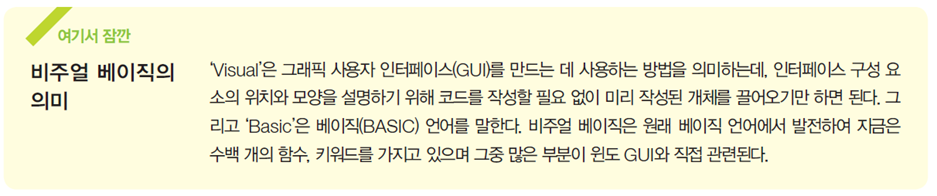 여기서 잠깐
비주얼 베이직의
의미
‘Visual’은 그래픽 사용자 인터페이스(GUI)를 만드는 데 사용하는 방법을 의미하는데, 인터페이스 구성 요
소의 위치와 모양을 설명하기 위해 코드를 작성할 필요 없이 미리 작성된 개체를 끌어오기만 하면 된다. 그
리고 ‘Basic’은 베이직(BASIC) 언어를 말한다. 비주얼 베이직은 원래 베이직 언어에서 발전하여 지금은
수백 개의 함수, 키워드를 가지고 있으며 그중 많은 부분이 윈도 GUI와 직접 관련된다.